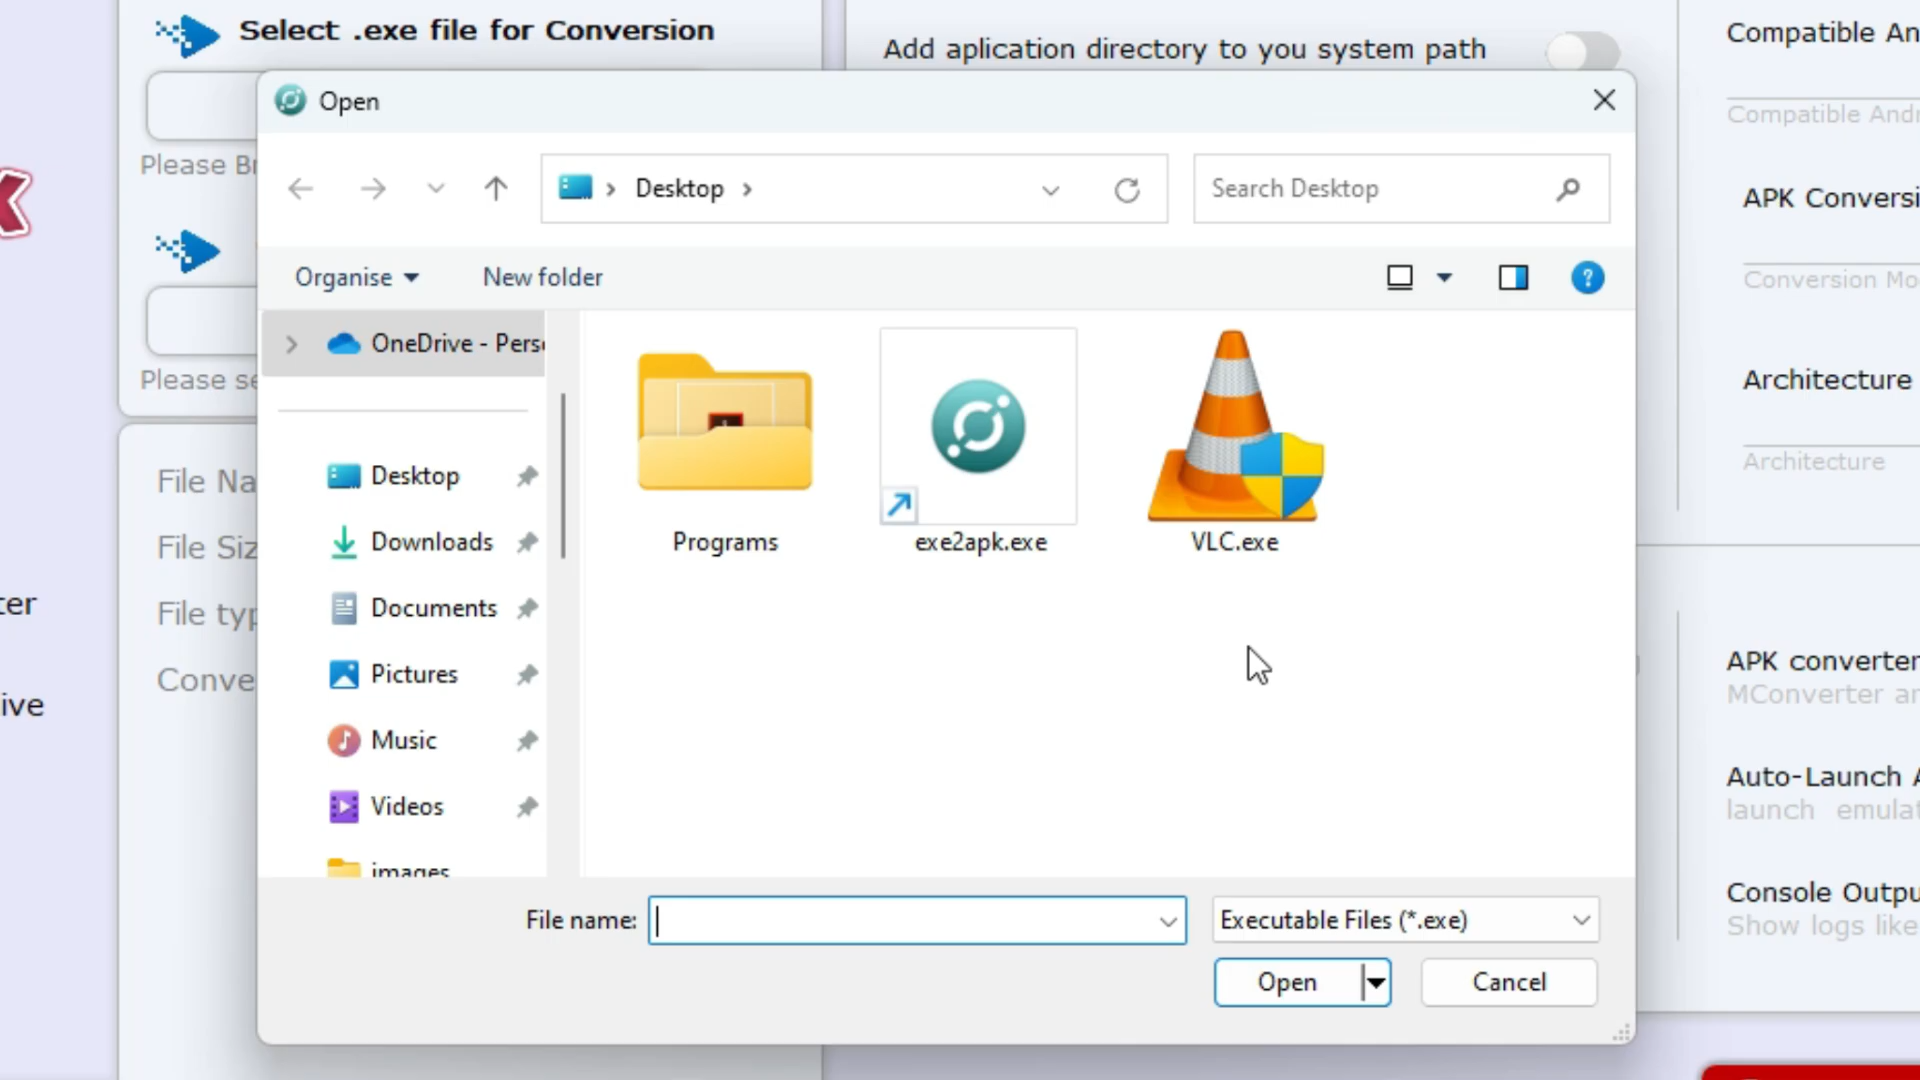 Select .exe file for Conversion
Add aplication directory to you system path
Compatible An
Compatible Andr
Please Br
Please se
File Na
File Siz
File typ
Conve
ter
ive
Open
Desktop
Search Desktop
Organise
New folder
OneDrive - Perso
Desktop
Downloads
Documents
Pictures
Music
Videos
images
Programs
exe2apk.exe
VLC.exe
File name:
Executable Files (*.exe)
Open
Cancel
APK Conversi
Conversion Mo
Architecture
Architecture
APK converter
MConverter an
Auto-Launch A
launch emulat
Console Outpu
Show logs like